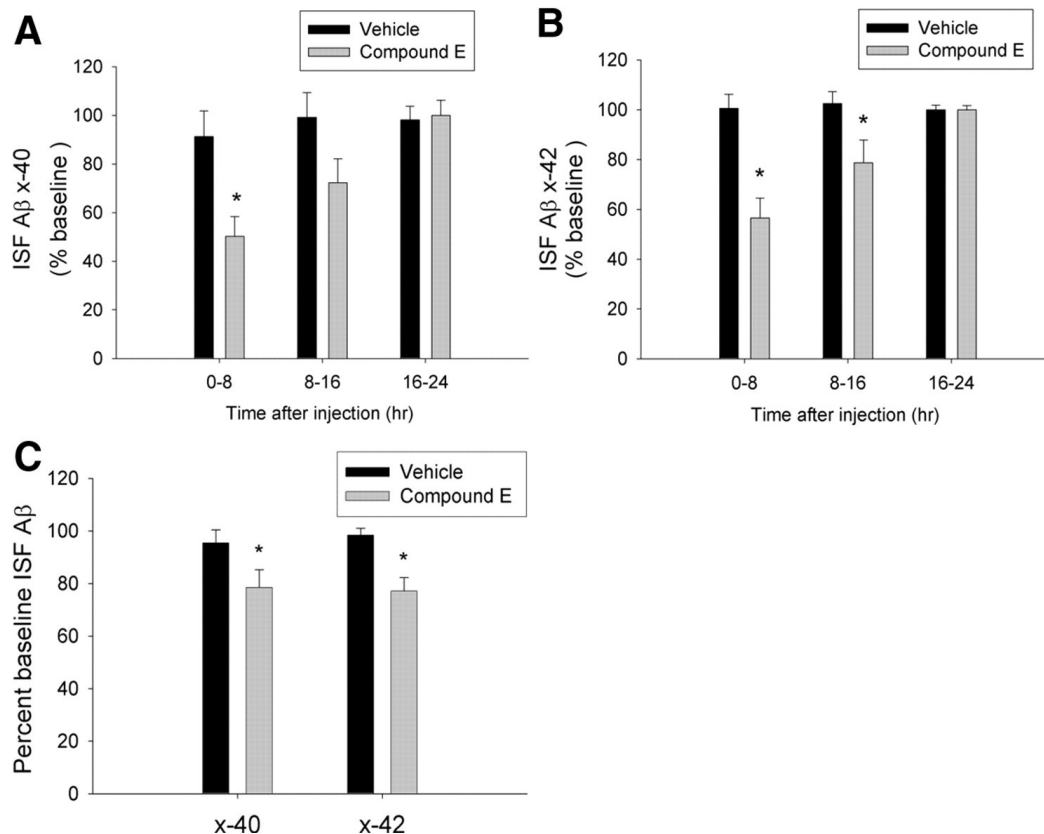 A
Vehicle
Compound E
ISF Aβ x-40
(% baseline)
120
100
80
60
40
20
0
*
0-8
8-16
16-24
Time after injection (hr)
B
Vehicle
Compound E
ISF Aβ x-42
(% baseline)
120
100
80
60
40
20
0
*
*
0-8
8-16
16-24
Time after injection (hr)
C
Vehicle
Compound E
Percent baseline ISF Aβ
120
100
80
60
40
20
0
*
*
x-40
x-42